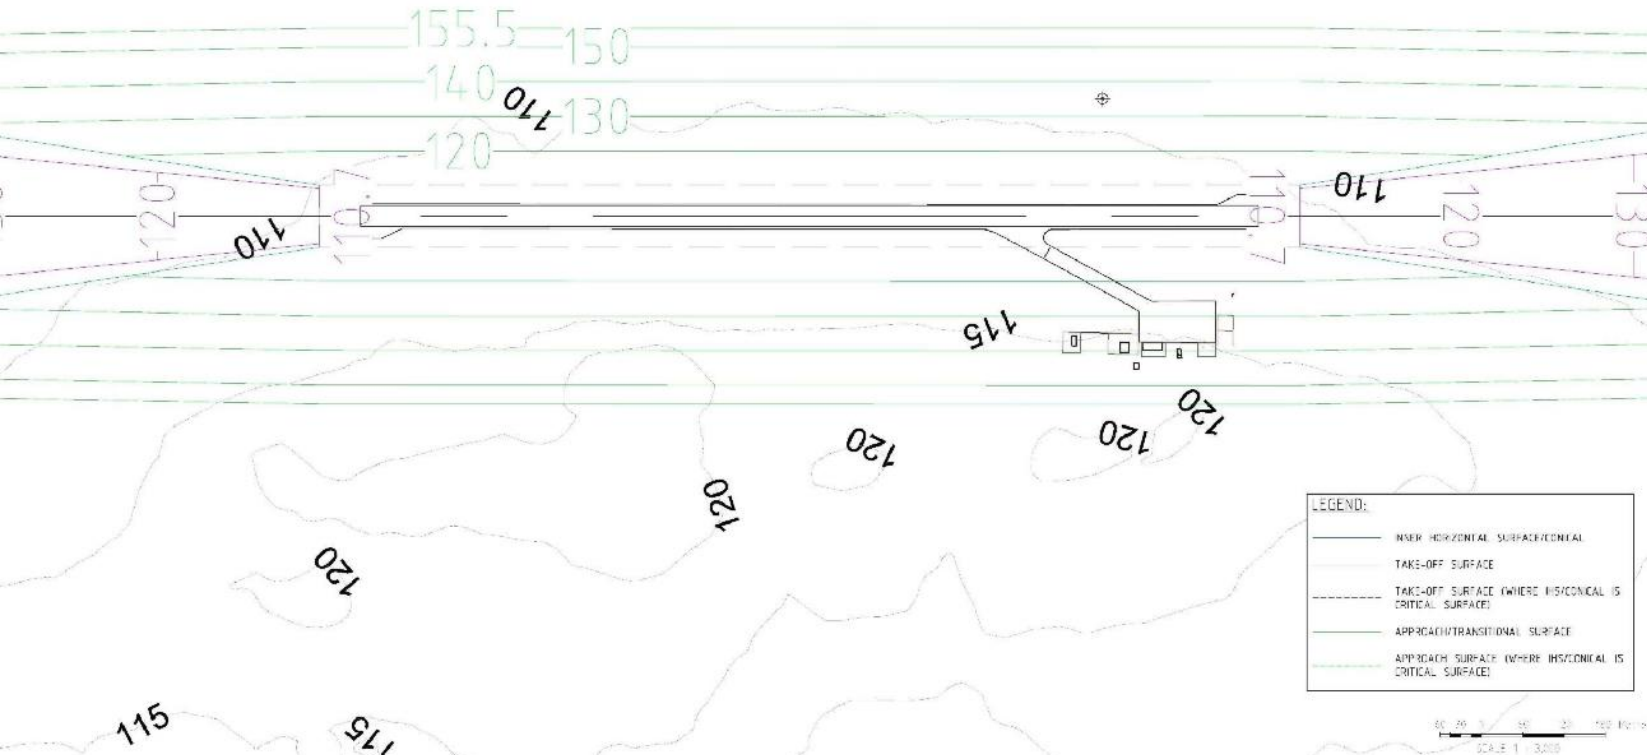 155.5
150
140
110
130
120
120
110
110
110
110
120
130
115
120
120
120
120
120
115
115
LEGEND:
INNER HORIZONTAL SURFACE/CONICAL
TAKE-OFF SURFACE
TAKE-OFF SURFACE (WHERE IHS/CONICAL IS
CRITICAL SURFACE)
APPROACH/TRANSITIONAL SURFACE
APPROACH SURFACE (WHERE IHS/CONICAL IS
CRITICAL SURFACE)